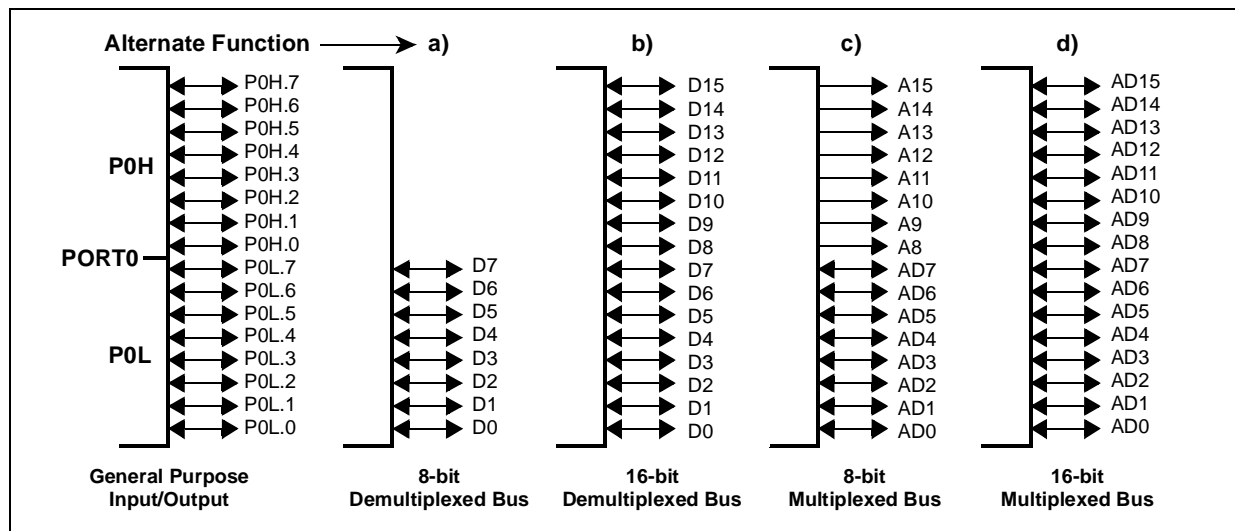 Alternate Function a) b) c) d)
P0H.7 D15 A15 AD15
P0H.6 D14 A14 AD14
P0H.5 D13 A13 AD13
P0H.4 D12 A12 AD12
P0H
P0H.3 D11 A11 AD11
P0H.2 D10 A10 AD10
P0H.1 D9 A9 AD9
P0H.0 D8 A8 AD8
PORT0
P0L.7 D7 D7 AD7 AD7
P0L.6 D6 D6 AD6 AD6
P0L.5 D5 D5 AD5 AD5
P0L.4 D4 D4 AD4 AD4
P0L
P0L.3 D3 D3 AD3 AD3
P0L.2 D2 D2 AD2 AD2
P0L.1 D1 D1 AD1 AD1
P0L.0 D0 D0 AD0 AD0
General Purpose 8-bit 16-bit 8-bit 16-bit
Input/Output Demultiplexed Bus Demultiplexed Bus Multiplexed Bus Multiplexed Bus